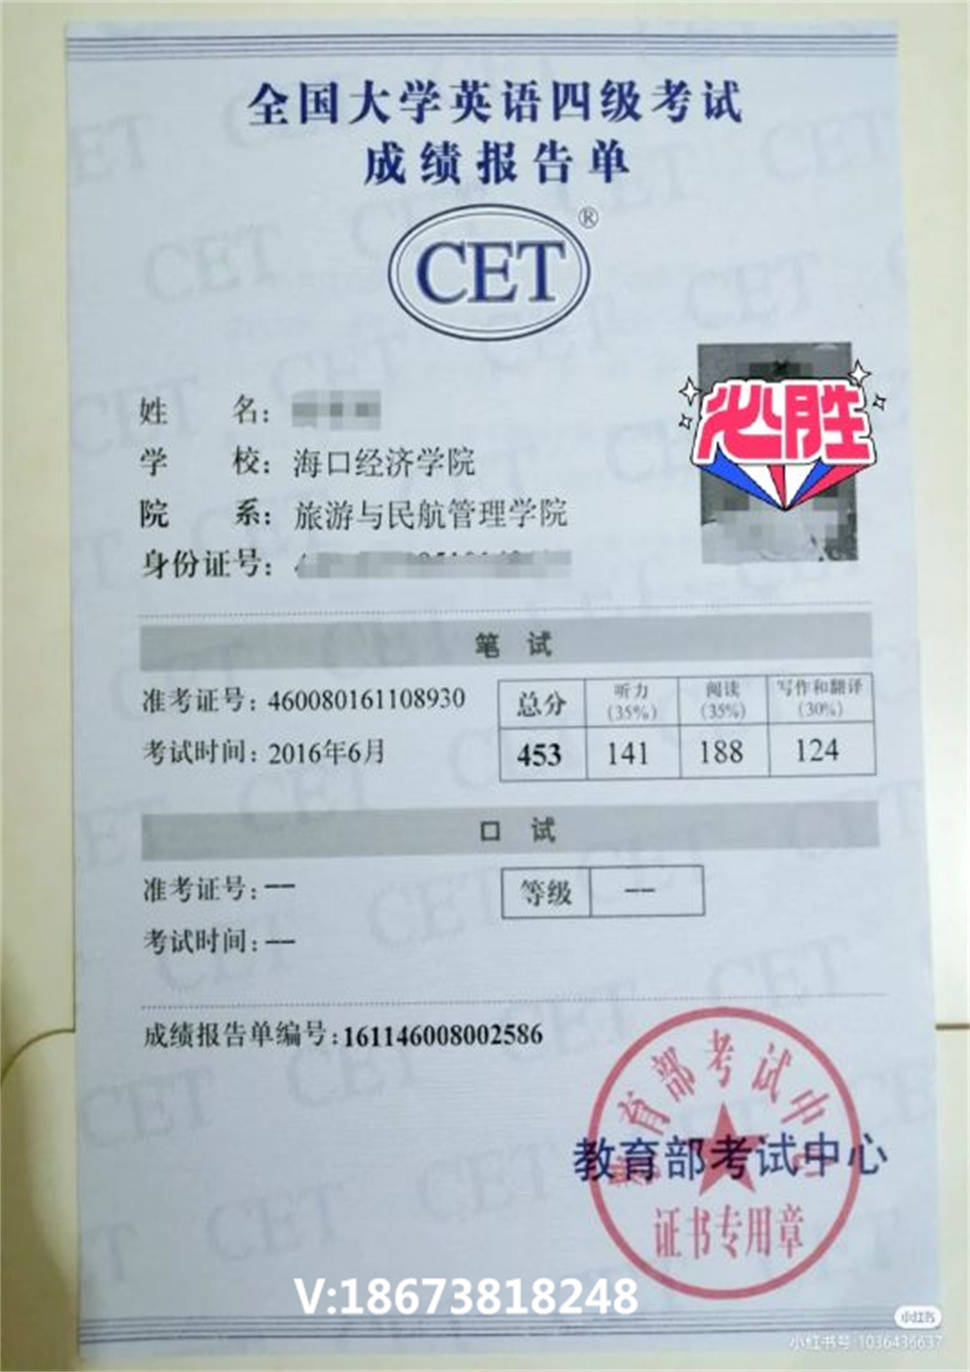 全国大学英语四级考试
成绩报告单
CET®
姓 名:
必胜
学 校: 海口经济学院
院 系: 旅游与民航管理学院
身份证号:
笔 试
准考证号: 460080161108930
考试时间: 2016年6月
总分 听力(35%) 阅读(35%) 写作和翻译(30%)
453 141 188 124
口 试
准考证号: --
考试时间: --
等级 --
成绩报告单编号: 161146008002586
教育部考试中心
教育部考试中心
证书专用章
V:18673818248
小红书
小红书号: 1036436637